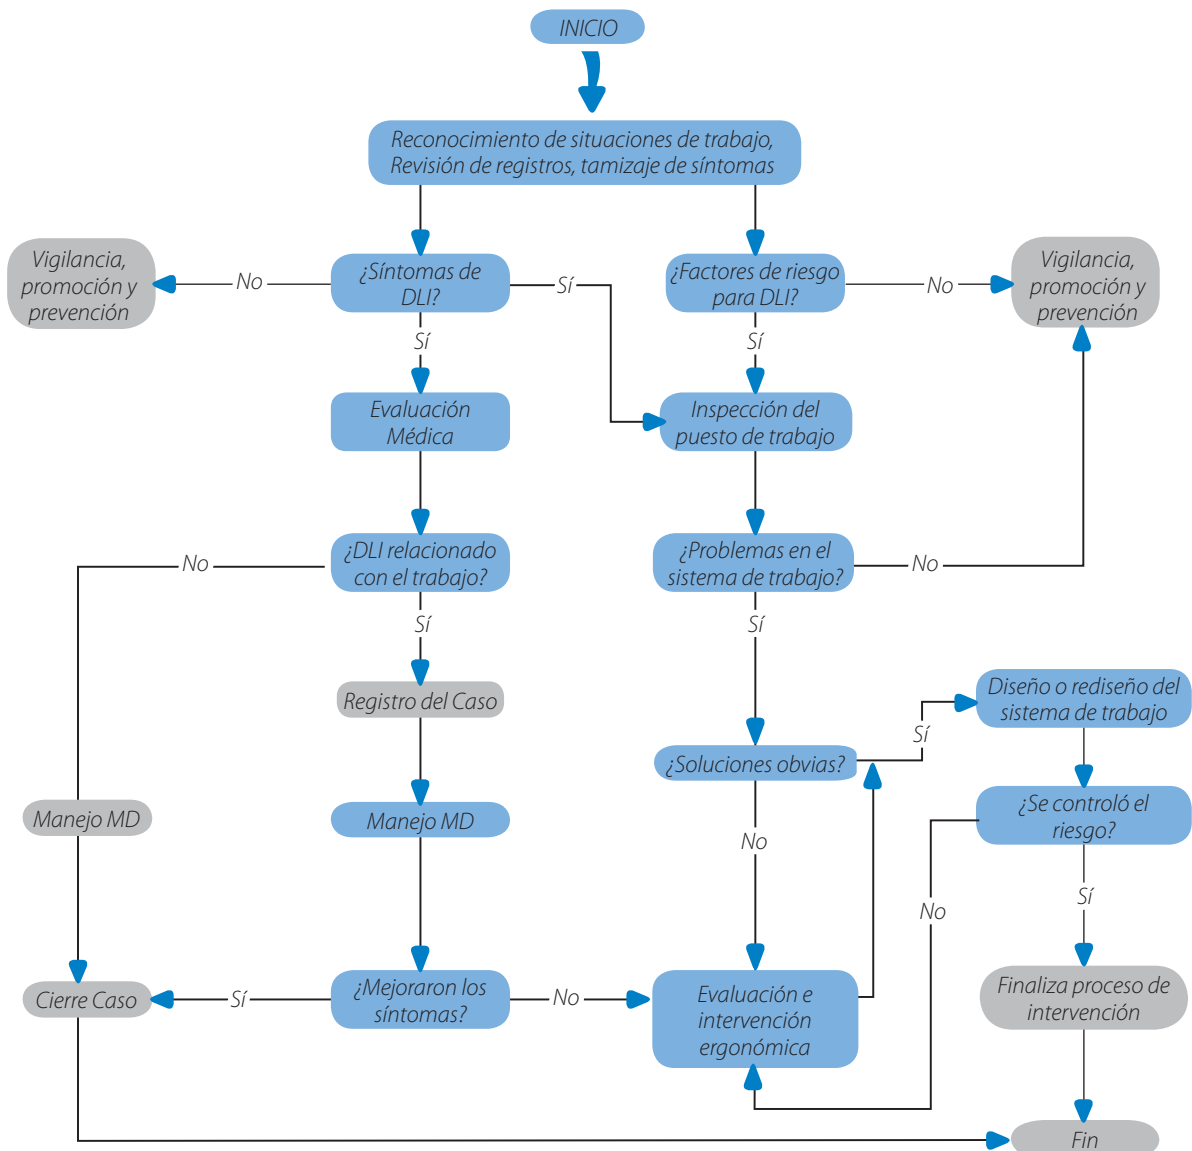 INICIO
Reconocimiento de situaciones de trabajo,
Revisión de registros, tamizaje de síntomas
Vigilancia,
promoción y
prevención
No
¿Síntomas de
DLI?
Sí
¿Factores de riesgo
para DLI?
No
Vigilancia,
promoción y
prevención
Sí
Sí
Evaluación
Médica
Inspección del
puesto de trabajo
No
¿DLI relacionado
con el trabajo?
¿Problemas en el
sistema de trabajo?
No
Sí
Sí
Registro del Caso
Diseño o rediseño del
sistema de trabajo
Sí
¿Soluciones obvias?
Manejo MD
Manejo MD
¿Se controló el
riesgo?
No
Sí
No
Cierre Caso
Sí
¿Mejoraron los
síntomas?
No
Evaluación e
intervención
ergonómica
Finaliza proceso de
intervención
Fin